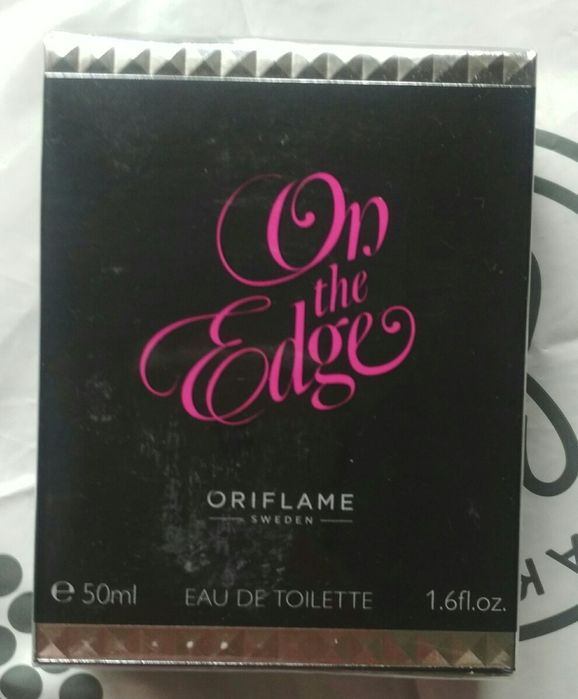 On
the
Edge
ORIFLAME
SWEDEN
e 50ml EAU DE TOILETTE 1.6fl.oz.